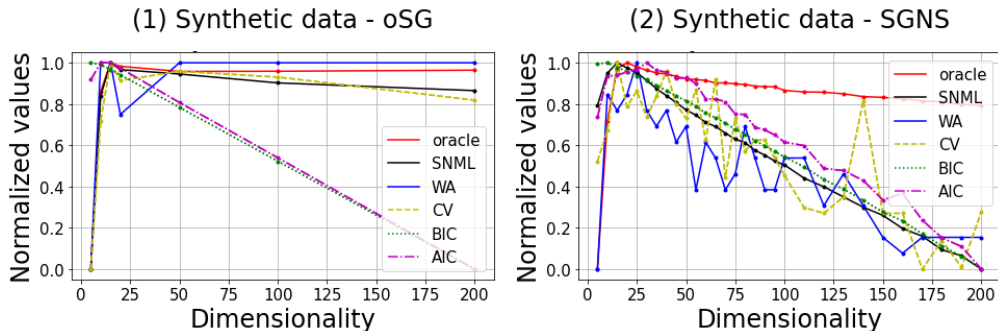 (1) Synthetic data - oSG
Normalized values
1.0
0.8
0.6
0.4
0.2
0.0
oracle
SNML
WA
CV
BIC
AIC
0 25 50 75 100 125 150 175 200
Dimensionality
(2) Synthetic data - SGNS
Normalized values
1.0
0.8
0.6
0.4
0.2
0.0
oracle
SNML
WA
CV
BIC
AIC
0 25 50 75 100 125 150 175 200
Dimensionality